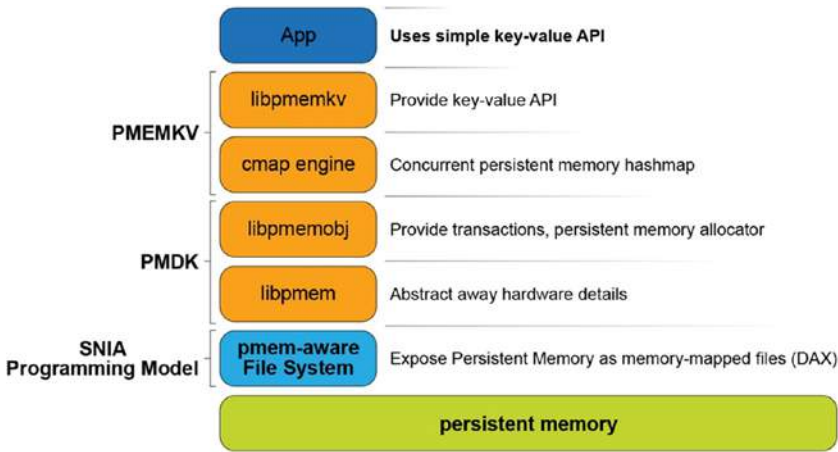 App
Uses simple key-value API
PMEMKV
libpmemkv
Provide key-value API
cmap engine
Concurrent persistent memory hashmap
PMDK
libpmemobj
Provide transactions, persistent memory allocator
libpmem
Abstract away hardware details
SNIA
Programming Model
pmem-aware
File System
Expose Persistent Memory as memory-mapped files (DAX)
persistent memory